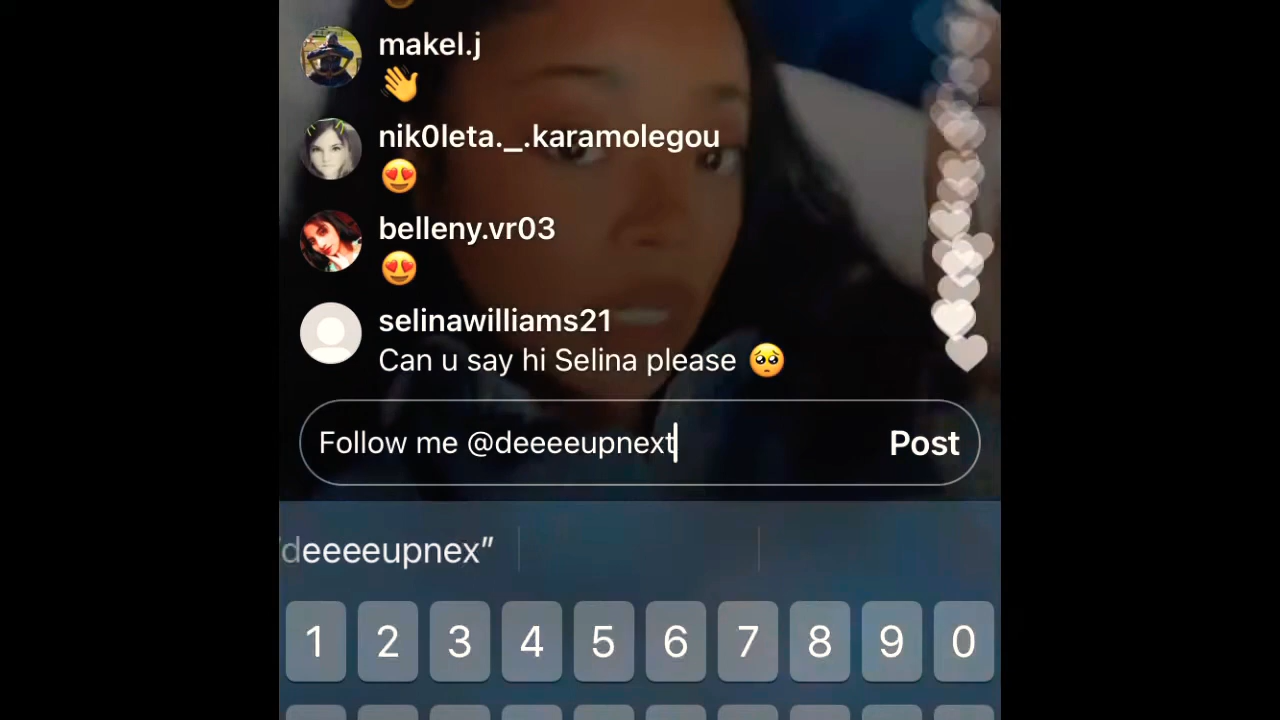 makel.j
👋
nik0leta._.karamolegou
😍
belleny.vr03
😍
selinawilliams21
Can u say hi Selina please 🥺
Follow me @deeeeupnext
Post
deeeeupnex”
1 2 3 4 5 6 7 8 9 0